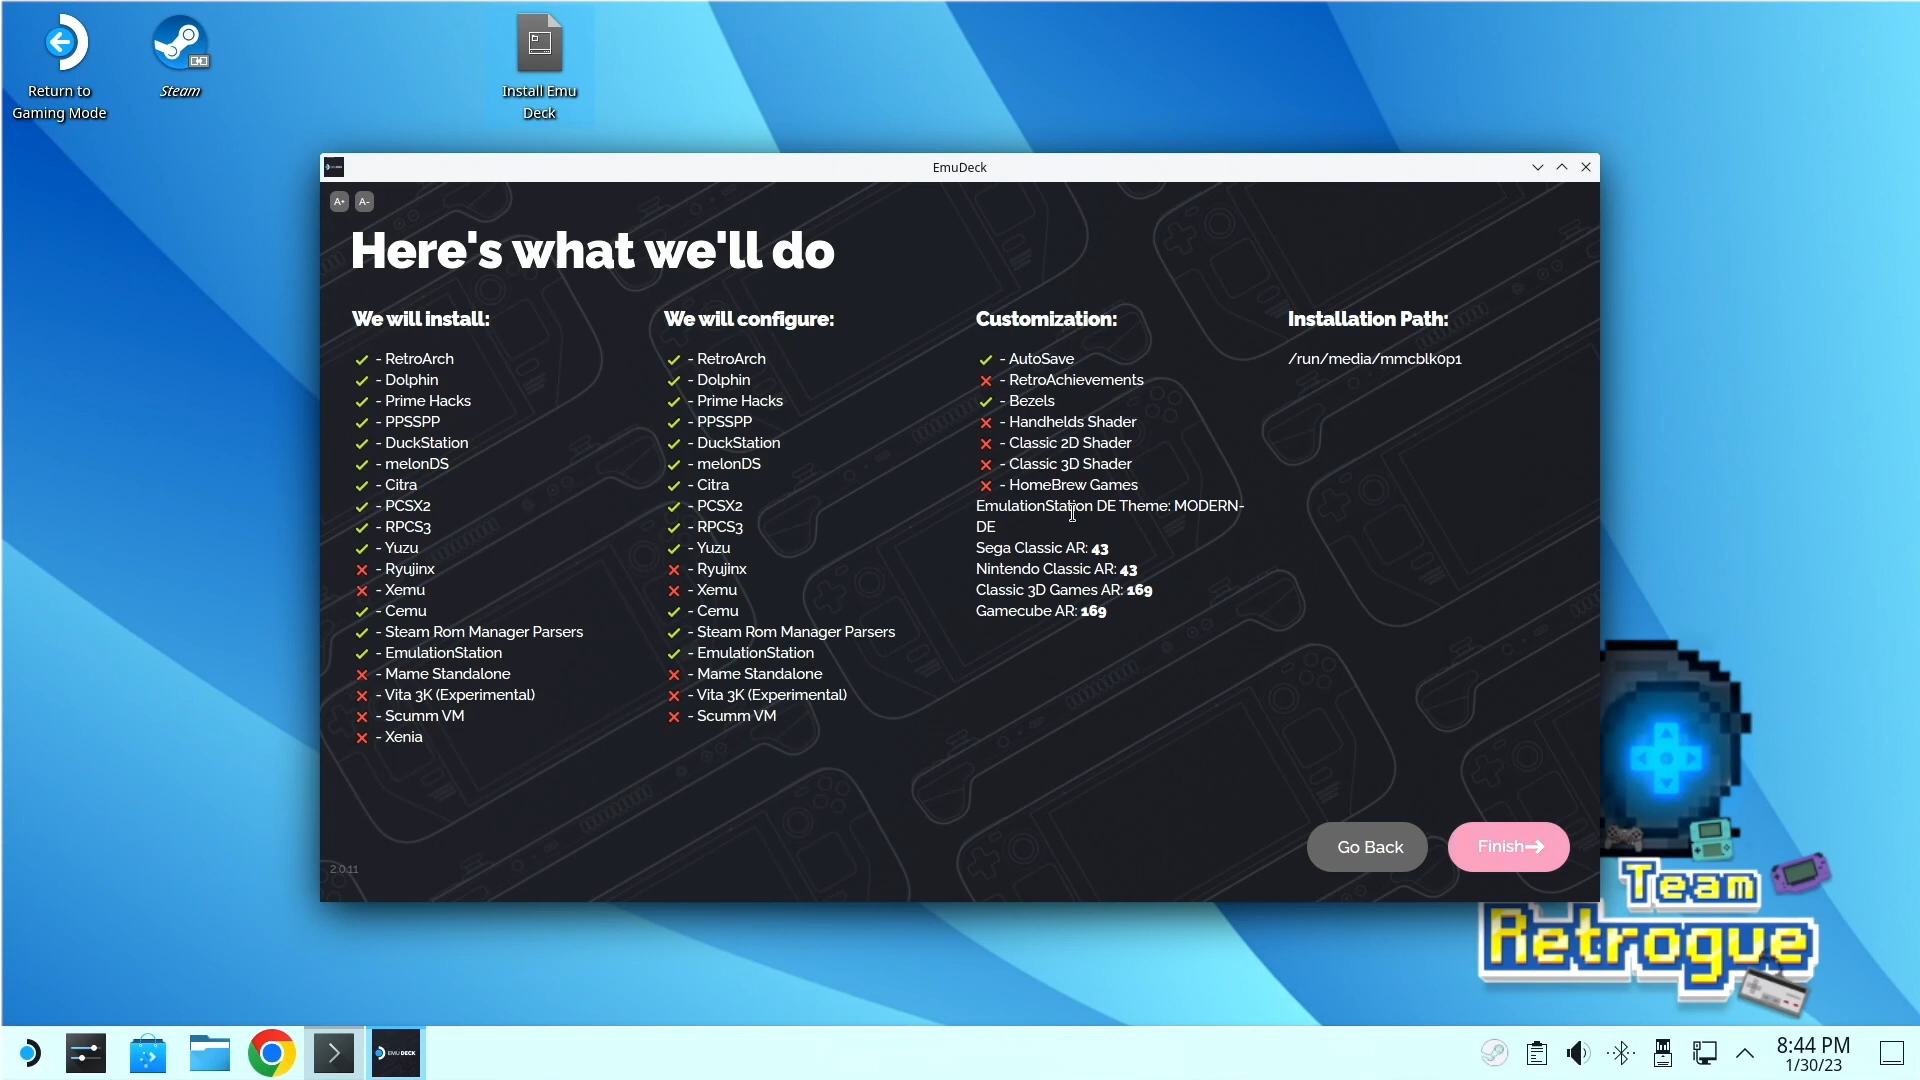 Return to
Gaming Mode
Steam
Install Emu
Deck
EmuDeck
A+
A-
Here's what we'll do
We will install:
- RetroArch
- Dolphin
- Prime Hacks
- PPSSPP
- DuckStation
- melonDS
- Citra
- PCSX2
- RPCS3
- Yuzu
- Ryujinx
- Xemu
- Cemu
- Steam Rom Manager Parsers
- EmulationStation
- Mame Standalone
- Vita 3K (Experimental)
- Scumm VM
- Xenia
We will configure:
- RetroArch
- Dolphin
- Prime Hacks
- PPSSPP
- DuckStation
- melonDS
- Citra
- PCSX2
- RPCS3
- Yuzu
- Ryujinx
- Xemu
- Cemu
- Steam Rom Manager Parsers
- EmulationStation
- Mame Standalone
- Vita 3K (Experimental)
- Scumm VM
Customization:
- AutoSave
- RetroAchievements
- Bezels
- Handhelds Shader
- Classic 2D Shader
- Classic 3D Shader
- HomeBrew Games
EmulationStation DE Theme: MODERN-
DE
Sega Classic AR: 43
Nintendo Classic AR: 43
Classic 3D Games AR: 169
Gamecube AR: 169
Installation Path:
/run/media/mmcblk0p1
Go Back
Finish
2.0.11
Team
Retrogue
EMU DECK
8:44 PM
1/30/23